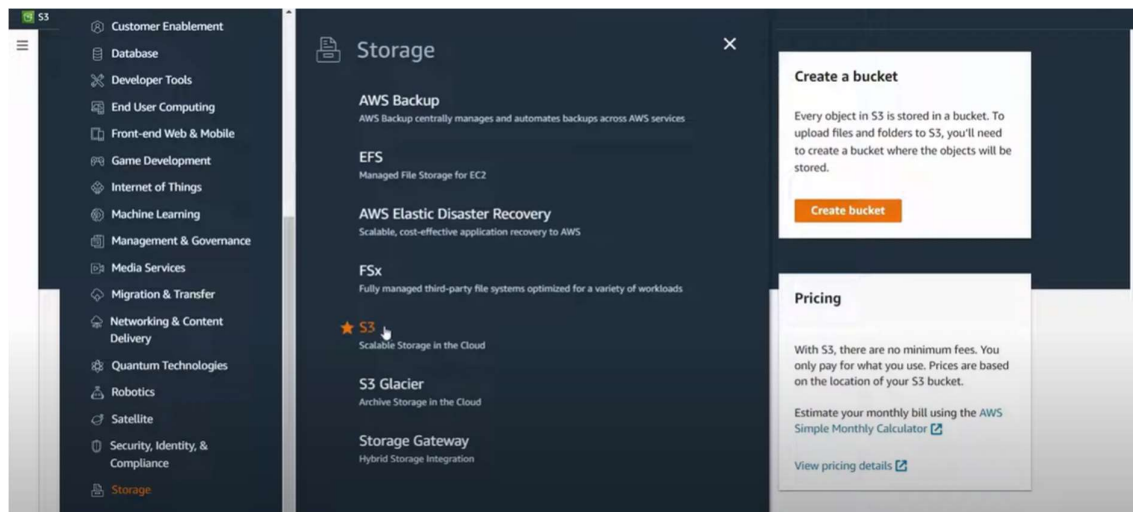 S3
Customer Enablement
Database
Developer Tools
End User Computing
Front-end Web & Mobile
Game Development
Internet of Things
Machine Learning
Management & Governance
Media Services
Migration & Transfer
Networking & Content
Delivery
Quantum Technologies
Robotics
Satellite
Security, Identity, &
Compliance
Storage
Storage
AWS Backup
AWS Backup centrally manages and automates backups across AWS services
EFS
Managed File Storage for EC2
AWS Elastic Disaster Recovery
Scalable, cost-effective application recovery to AWS
FSx
Fully managed third-party file systems optimized for a variety of workloads
S3
Scalable Storage in the Cloud
S3 Glacier
Archive Storage in the Cloud
Storage Gateway
Hybrid Storage Integration
Create a bucket
Every object in S3 is stored in a bucket. To
upload files and folders to S3, you'll need
to create a bucket where the objects will be
stored.
Create bucket
Pricing
With S3, there are no minimum fees. You
only pay for what you use. Prices are based
on the location of your S3 bucket.
Estimate your monthly bill using the AWS
Simple Monthly Calculator
View pricing details